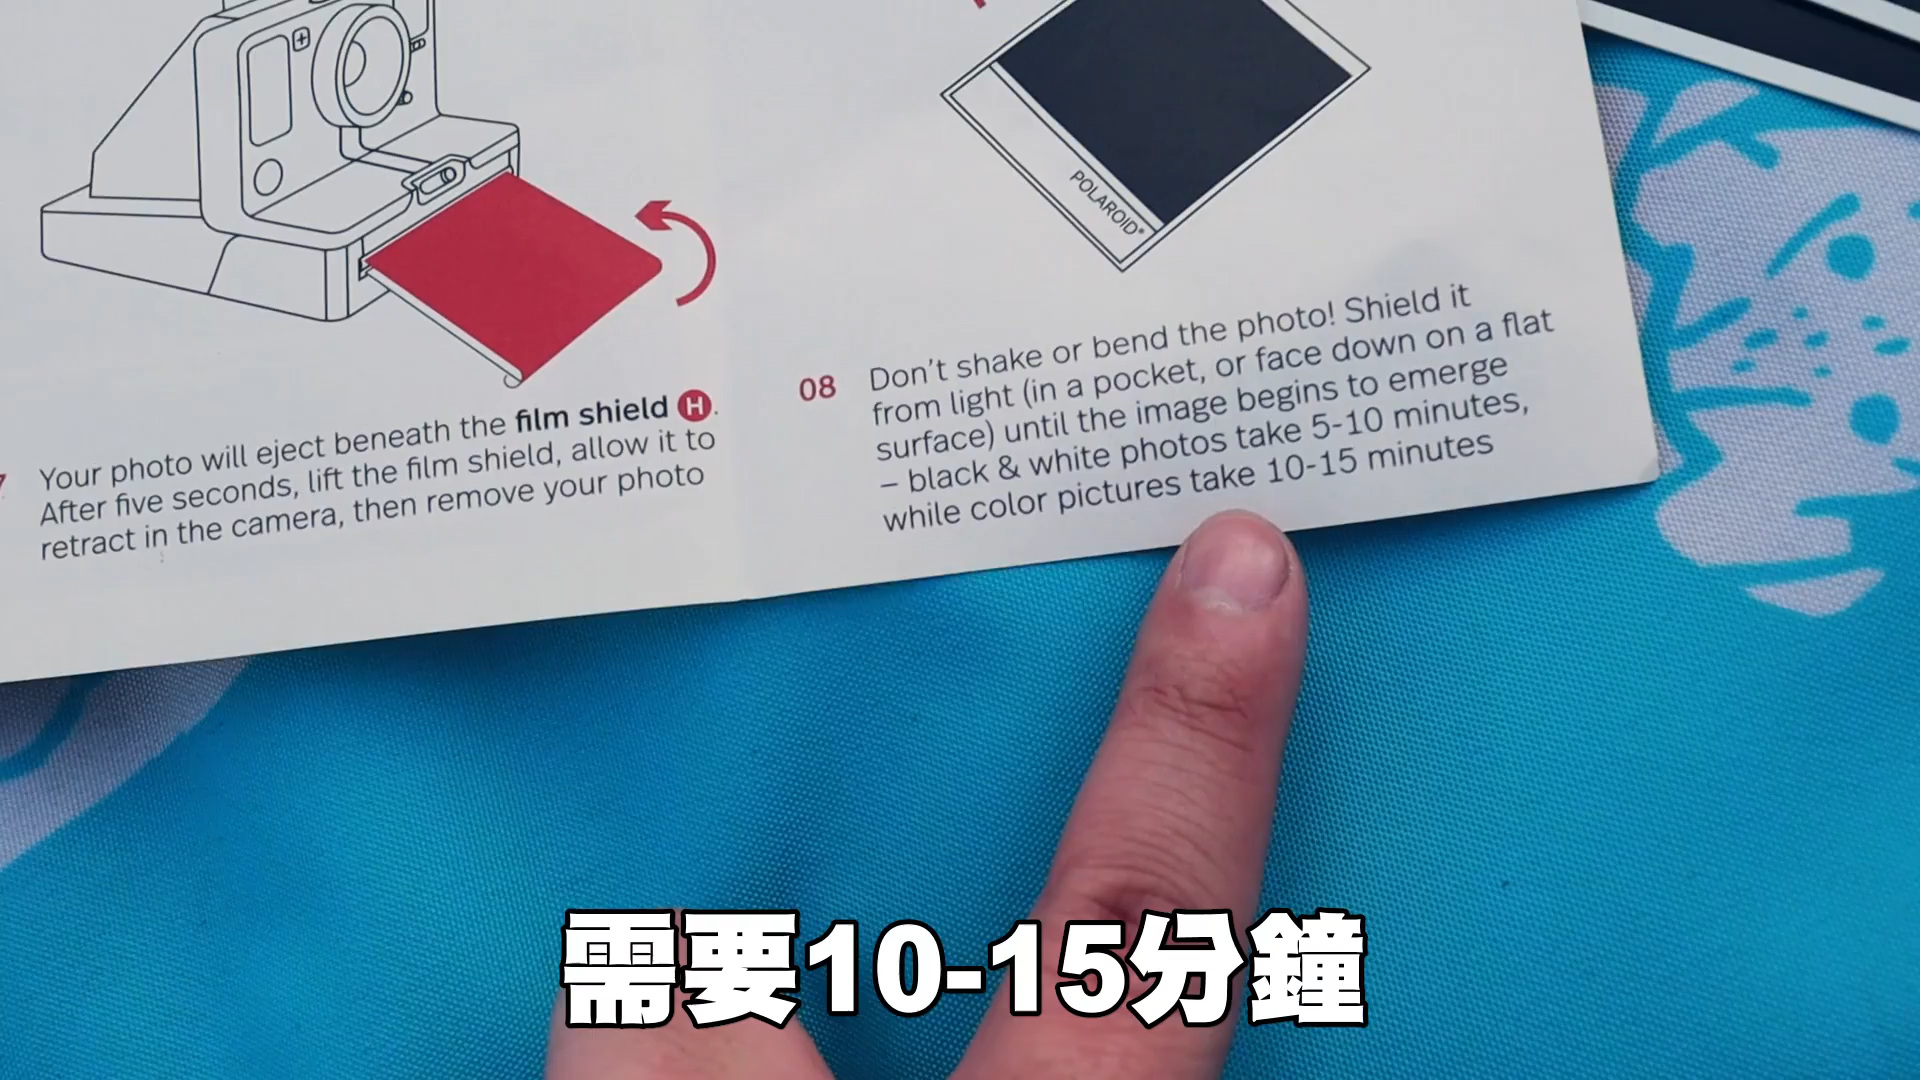 POLAROID®
7
Your photo will eject beneath the film shield H.
After five seconds, lift the film shield, allow it to
retract in the camera, then remove your photo
08
Don't shake or bend the photo! Shield it
from light (in a pocket, or face down on a flat
surface) until the image begins to emerge
– black & white photos take 5-10 minutes,
while color pictures take 10-15 minutes
需要10-15分鐘